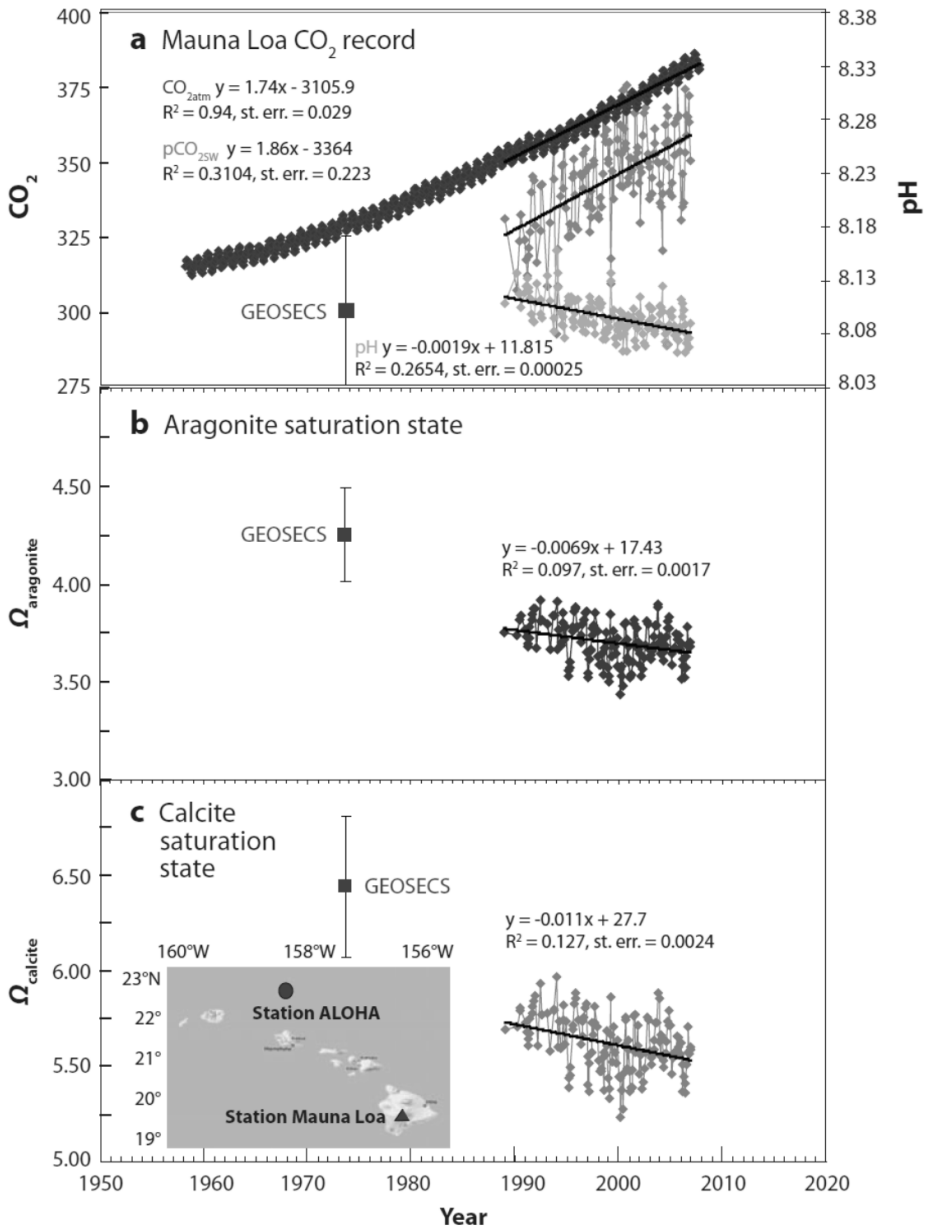 400
375
350
325
300
275
CO2
8.38
8.33
8.28
8.23
8.18
8.13
8.08
8.03
pH
a Mauna Loa CO2 record
CO2atm y = 1.74x - 3105.9
R2 = 0.94, st. err. = 0.029
pCO2SW y = 1.86x - 3364
R2 = 0.3104, st. err. = 0.223
GEOSECS
pH y = -0.0019x + 11.815
R2 = 0.2654, st. err. = 0.00025
b Aragonite saturation state
4.50
4.00
3.50
3.00
Ωaragonite
GEOSECS
y = -0.0069x + 17.43
R2 = 0.097, st. err. = 0.0017
c Calcite
saturation
state
6.50
6.00
5.50
5.00
Ωcalcite
GEOSECS
y = -0.011x + 27.7
R2 = 0.127, st. err. = 0.0024
160°W 158°W 156°W
23°N
22°
21°
20°
19°
Station ALOHA
Station Mauna Loa
1950 1960 1970 1980 1990 2000 2010 2020
Year